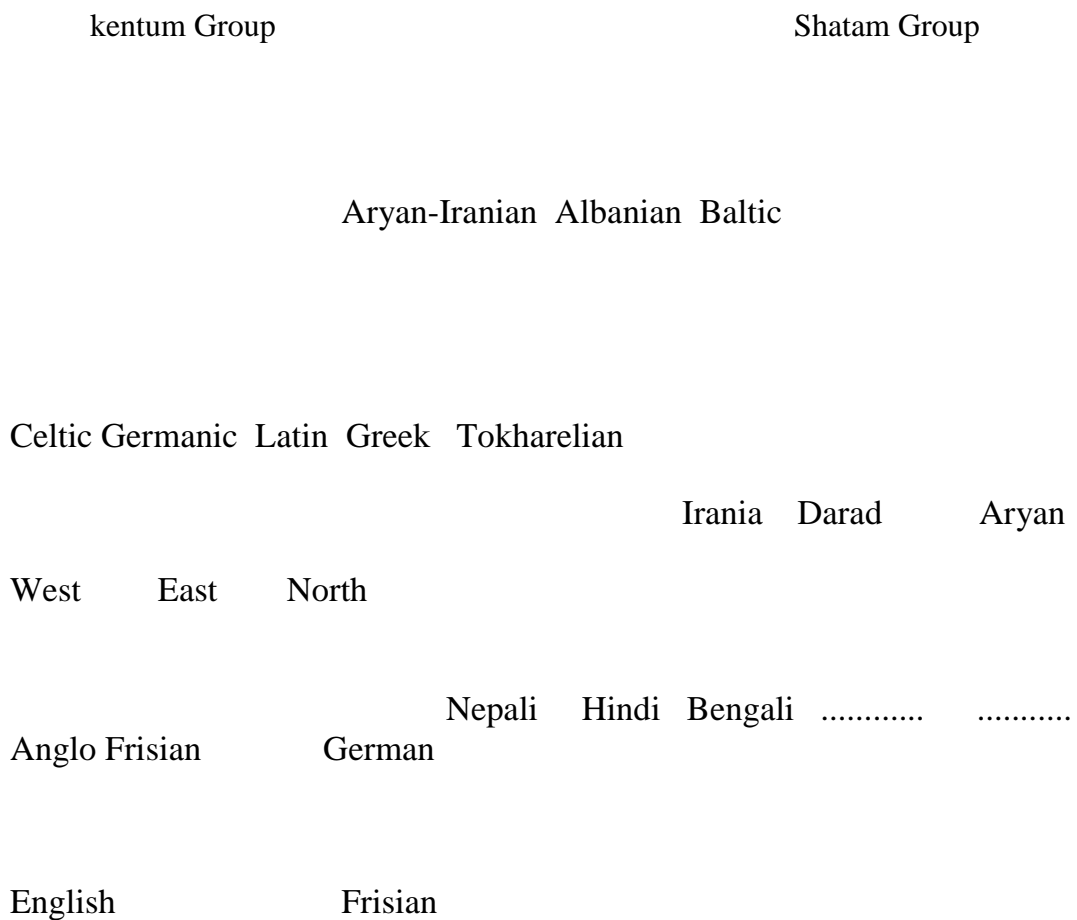 kentum Group Shatam Group
Aryan-Iranian Albanian Baltic
Celtic Germanic Latin Greek Tokharelian
Irania Darad Aryan
West East North
Nepali Hindi Bengali ............ ...........
Anglo Frisian German
English Frisian